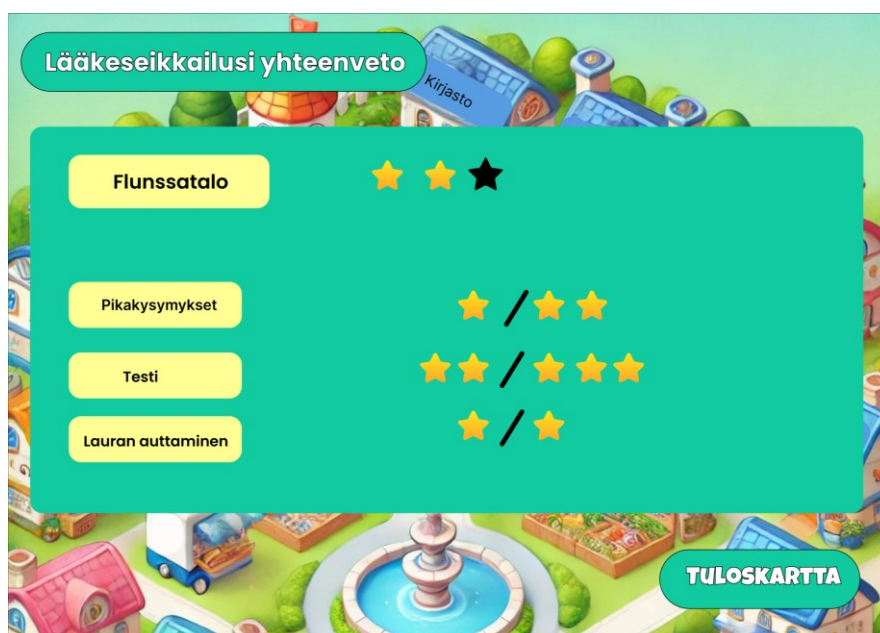 Lääkeseikkailusi yhteenveto
Kirjasto
Flunssatalo
Pikakysymykset
/
Testi
/
Lauran auttaminen
/
TULOSKARTTA